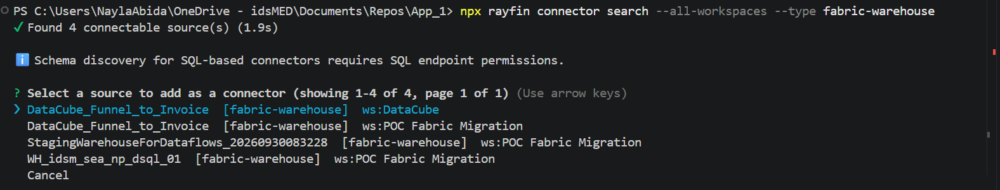 PS C:\Users\NaylaAbida\OneDrive - idsMED\Documents\Repos\App_1> npx rayfin connector search --all-workspaces --type fabric-warehouse
✓ Found 4 connectable source(s) (1.9s)
i Schema discovery for SQL-based connectors requires SQL endpoint permissions.
? Select a source to add as a connector (showing 1-4 of 4, page 1 of 1) (Use arrow keys)
❯ DataCube_Funnel_to_Invoice [fabric-warehouse] ws:DataCube
DataCube_Funnel_to_Invoice [fabric-warehouse] ws:POC Fabric Migration
StagingWarehouseForDataflows_20260930083228 [fabric-warehouse] ws:POC Fabric Migration
WH_idsm_sea_np_dsql_01 [fabric-warehouse] ws:POC Fabric Migration
Cancel